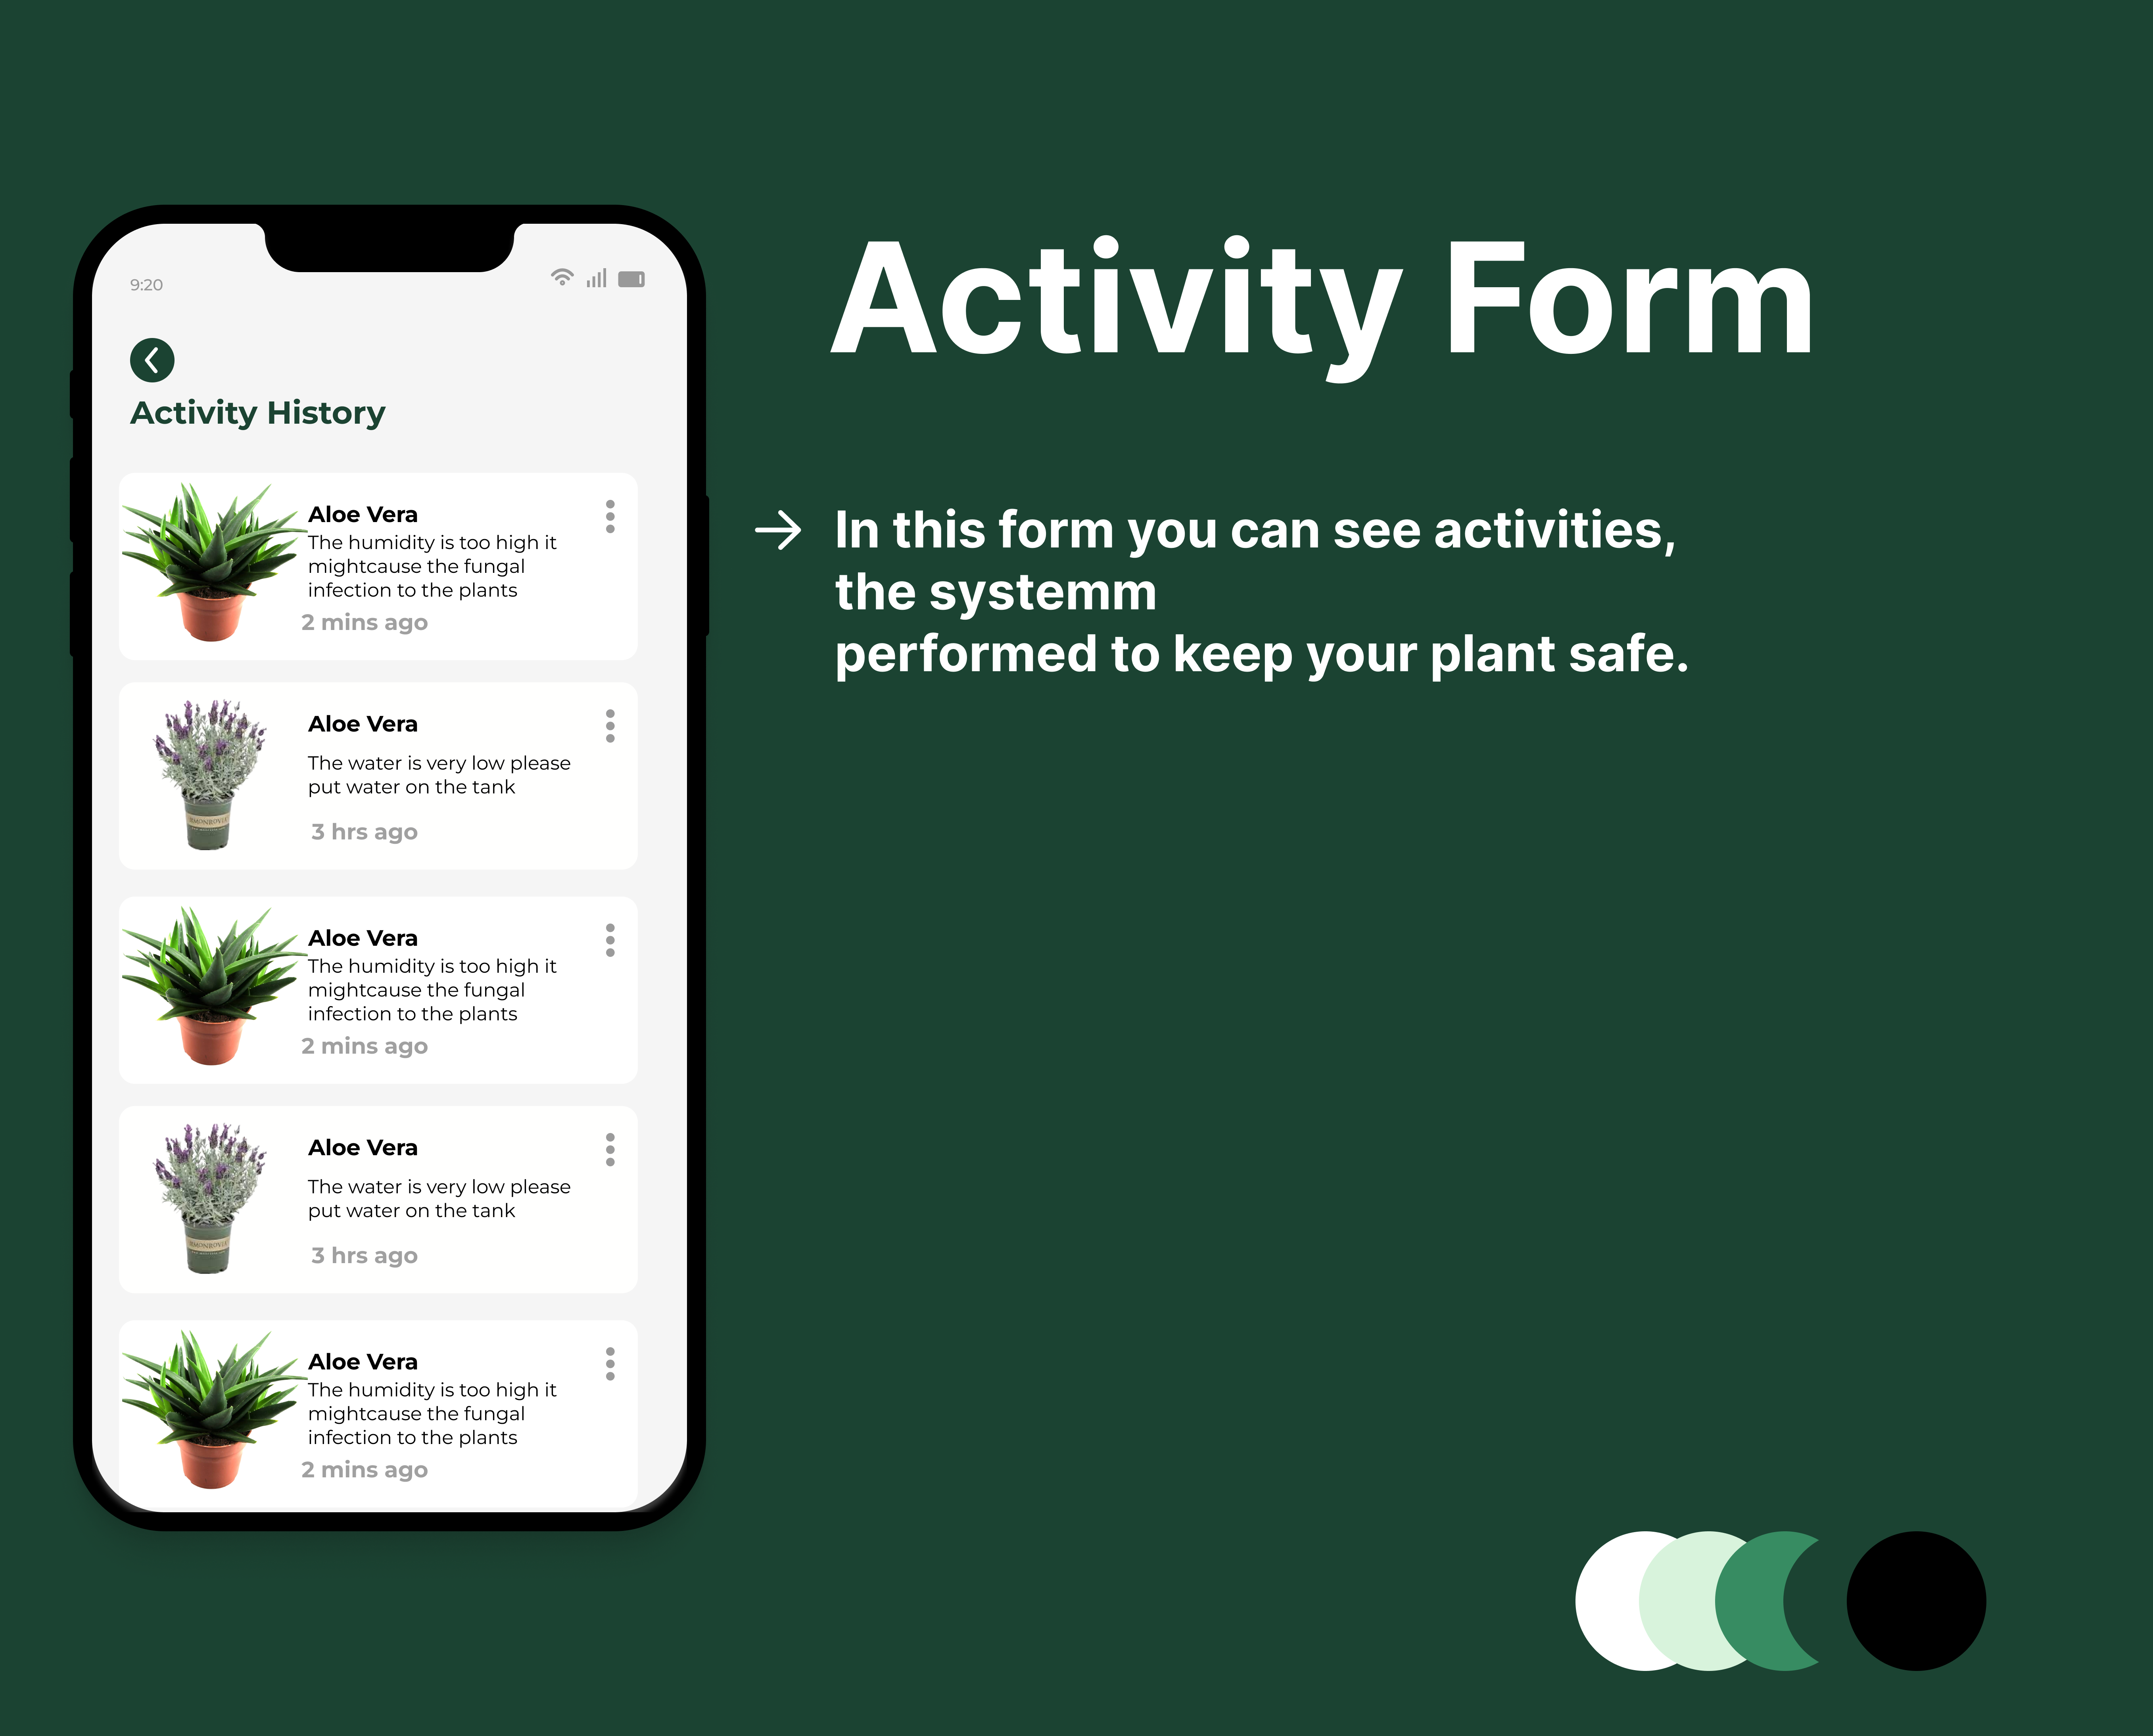 9:20
Activity History
Aloe Vera
The humidity is too high it
mightcause the fungal
infection to the plants
2 mins ago
Aloe Vera
The water is very low please
put water on the tank
3 hrs ago
Aloe Vera
The humidity is too high it
mightcause the fungal
infection to the plants
2 mins ago
Aloe Vera
The water is very low please
put water on the tank
3 hrs ago
Aloe Vera
The humidity is too high it
mightcause the fungal
infection to the plants
2 mins ago
Activity Form
In this form you can see activities,
the systemm
performed to keep your plant safe.